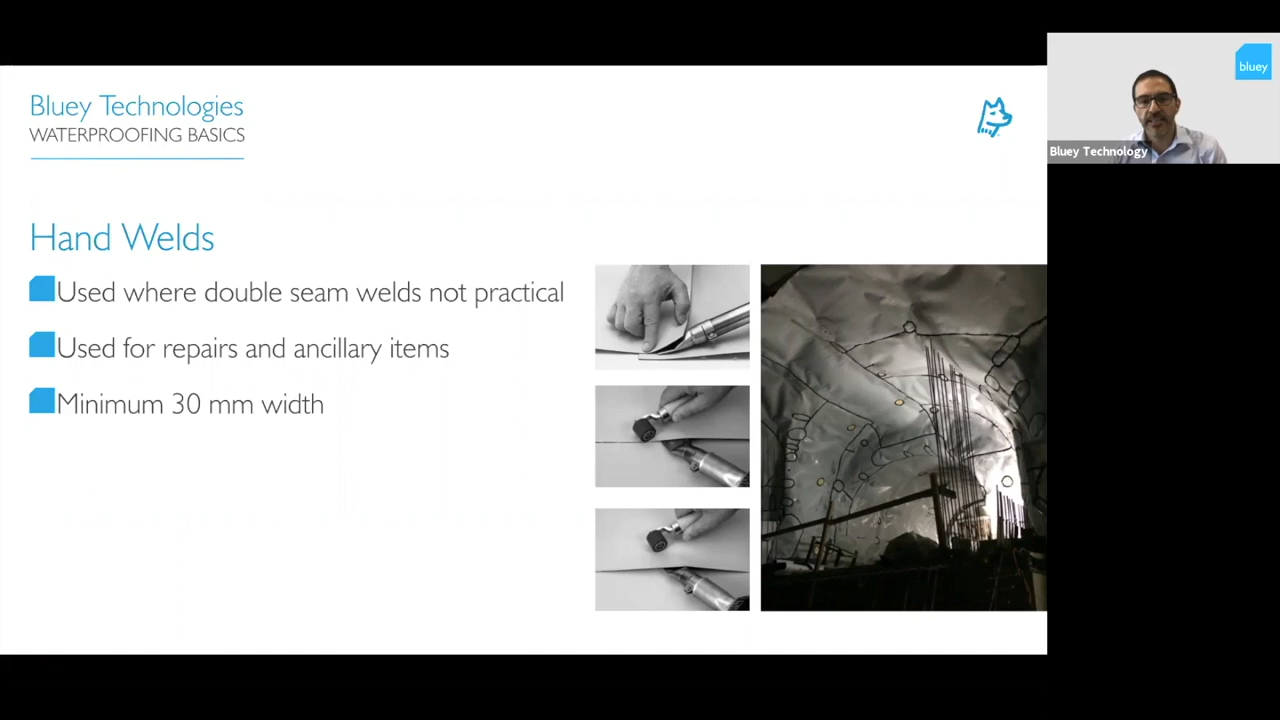 Bluey Technologies
WATERPROOFING BASICS
Hand Welds
Used where double seam welds not practical
Used for repairs and ancillary items
Minimum 30 mm width
bluey
Bluey Technology